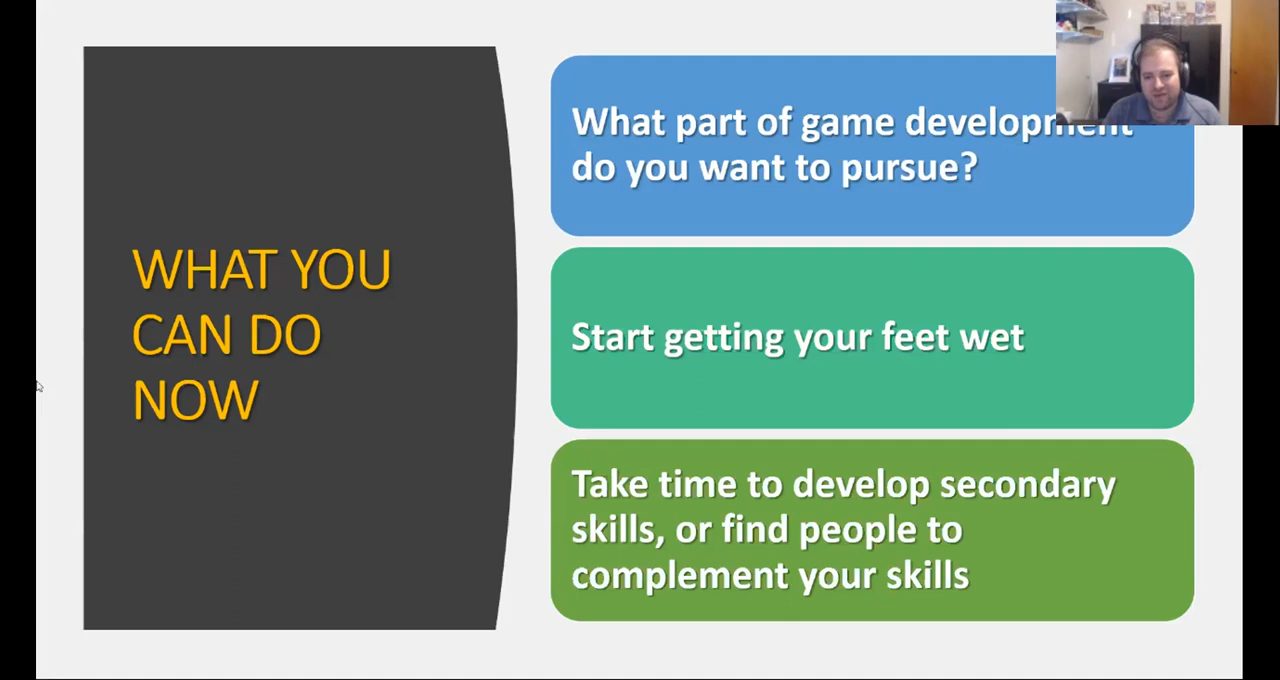 WHAT YOU
CAN DO
NOW
What part of game development
do you want to pursue?
Start getting your feet wet
Take time to develop secondary
skills, or find people to
complement your skills